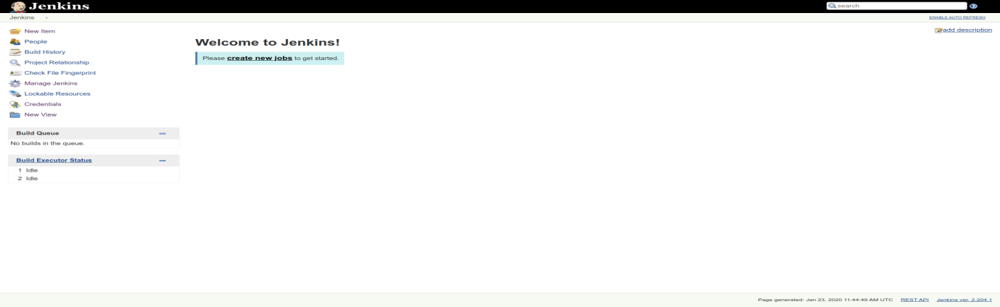 Jenkins
search
Jenkins
ENABLE AUTO REFRESH
New Item
People
Build History
Project Relationship
Check File Fingerprint
Manage Jenkins
Lockable Resources
Credentials
New View
Build Queue
No builds in the queue.
Build Executor Status
1 Idle
2 Idle
add description
Welcome to Jenkins!
Please create new jobs to get started.
Page generated: Jan 23, 2020 11:44:49 AM UTC REST API Jenkins ver. 2.204.1